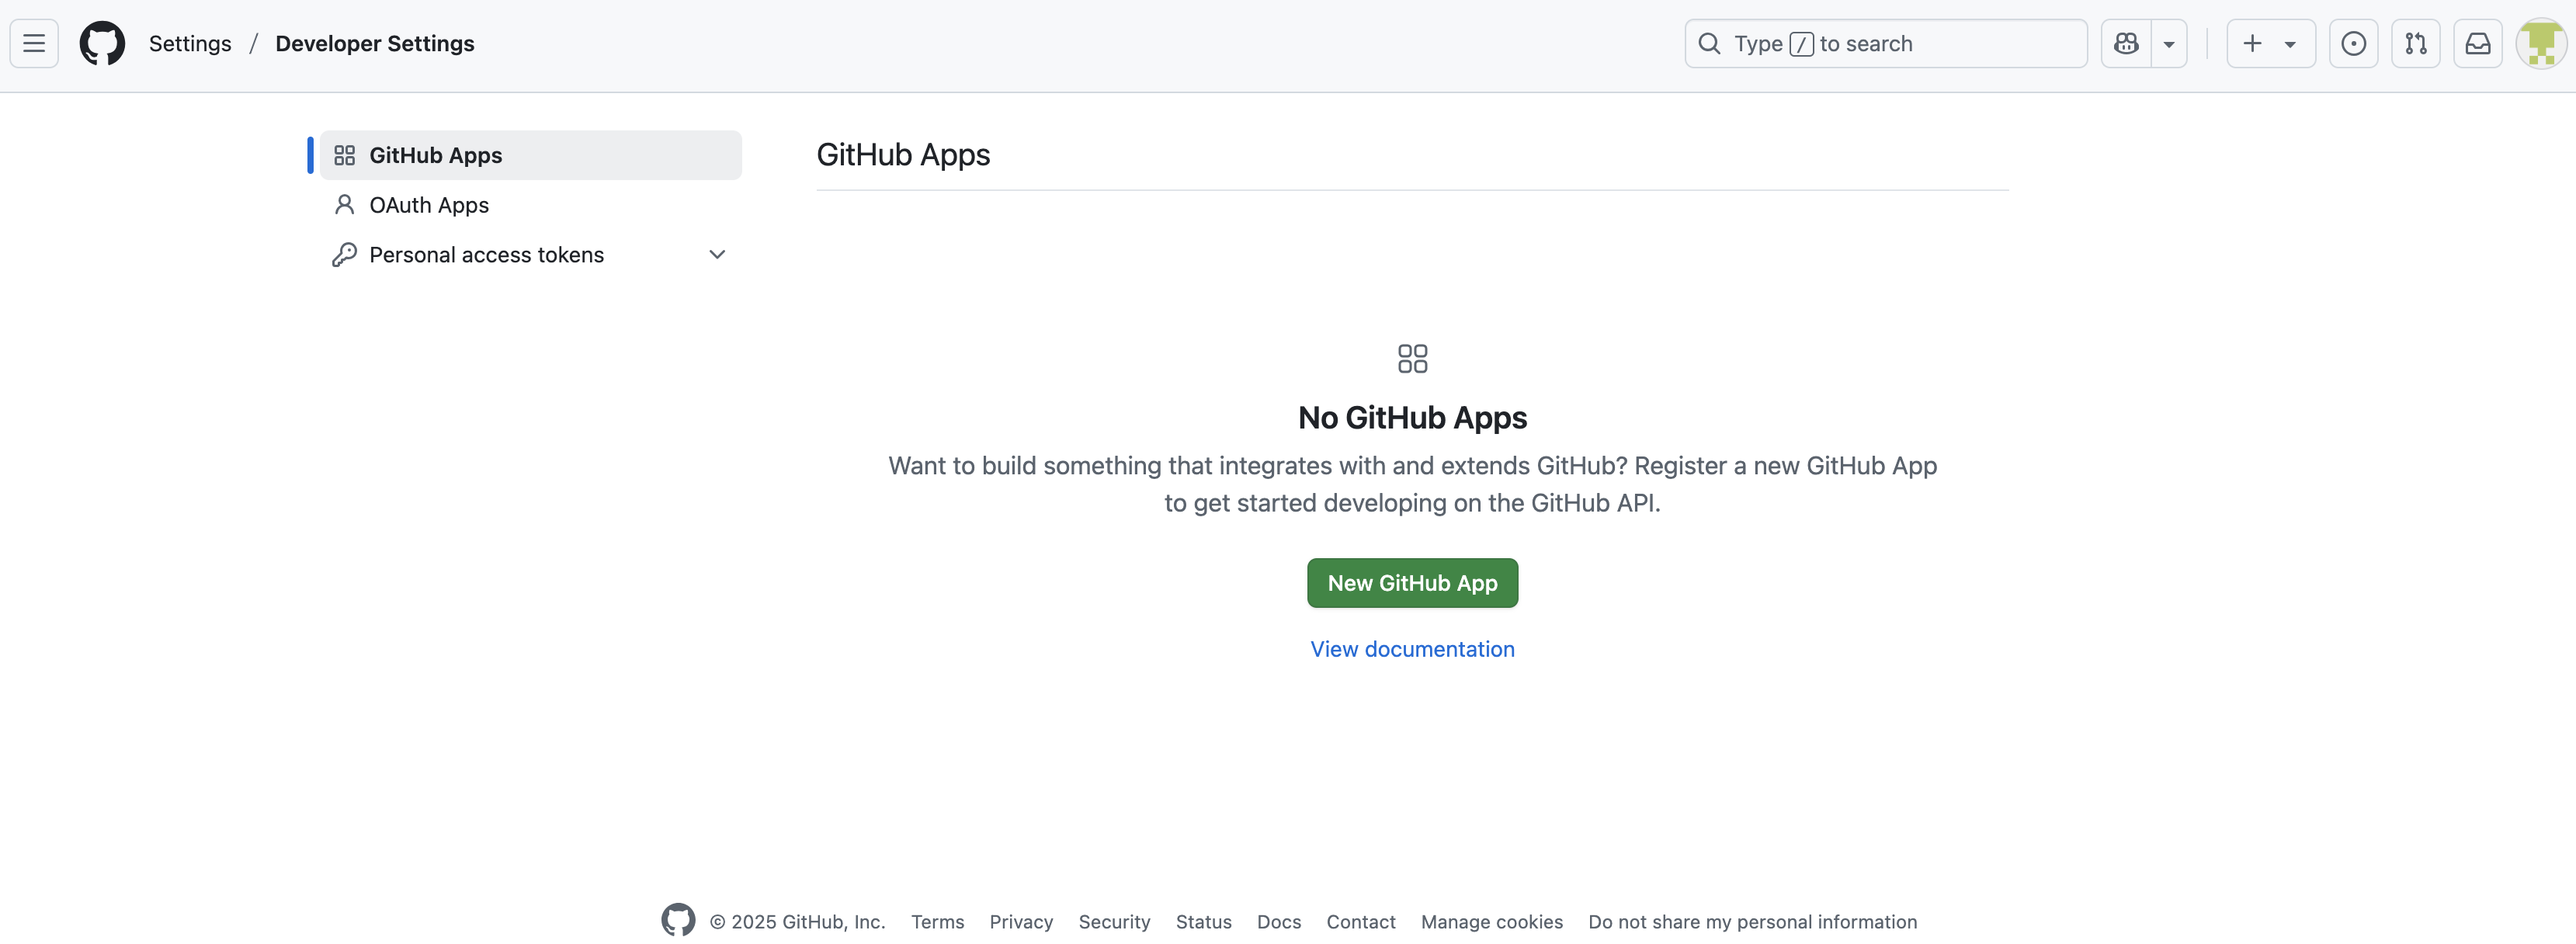 Settings / Developer Settings
Type / to search
GitHub Apps
OAuth Apps
Personal access tokens
GitHub Apps
No GitHub Apps
Want to build something that integrates with and extends GitHub? Register a new GitHub App
to get started developing on the GitHub API.
New GitHub App
View documentation
© 2025 GitHub, Inc. Terms Privacy Security Status Docs Contact Manage cookies Do not share my personal information